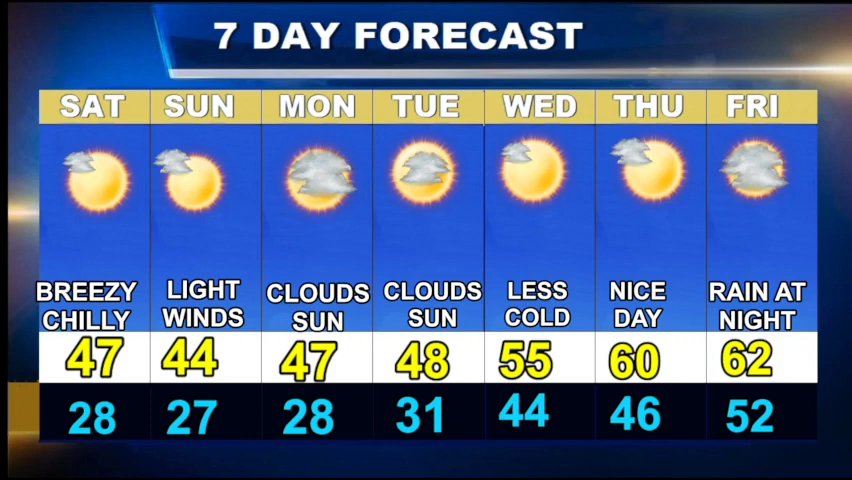 7 DAY FORECAST
SAT SUN MON TUE WED THU FRI
BREEZY LIGHT CLOUDS CLOUDS LESS NICE RAIN AT
CHILLY WINDS SUN SUN COLD DAY NIGHT
47 44 47 48 55 60 62
28 27 28 31 44 46 52